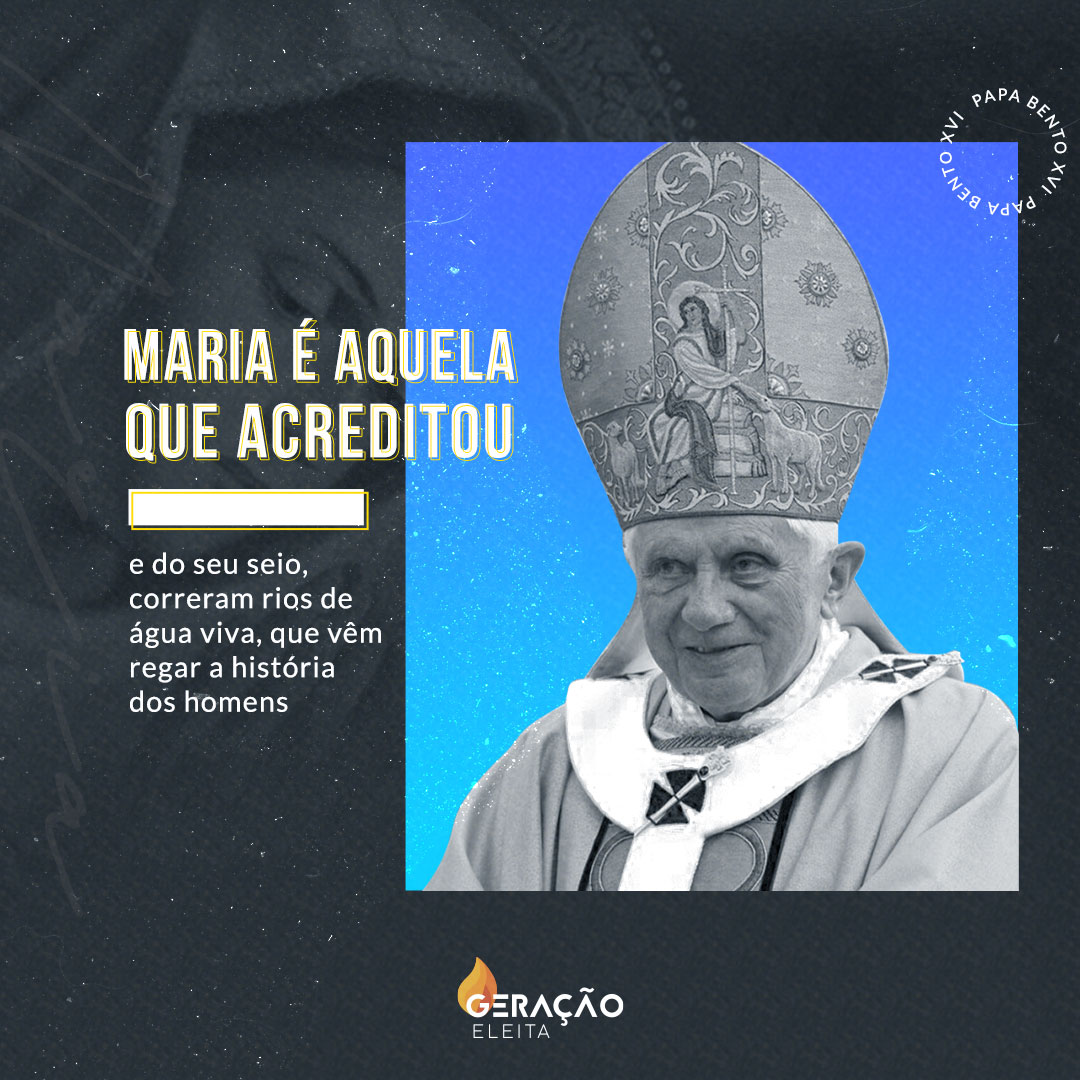 PAPA BENTO XVI PAPA BENTO XVI
MARIA É AQUELA
QUE ACREDITOU
e do seu seio,
correram rios de
água viva, que vêm
regar a história
dos homens
GERAÇÃO
ELEITA